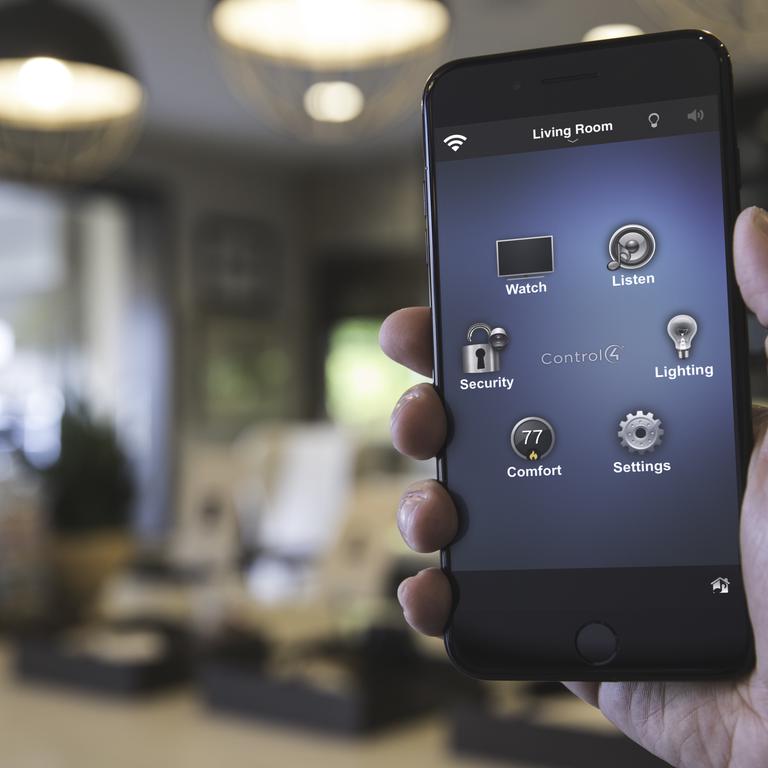 Living Room
Watch
Listen
Security
Control4
Lighting
77
Comfort
Settings